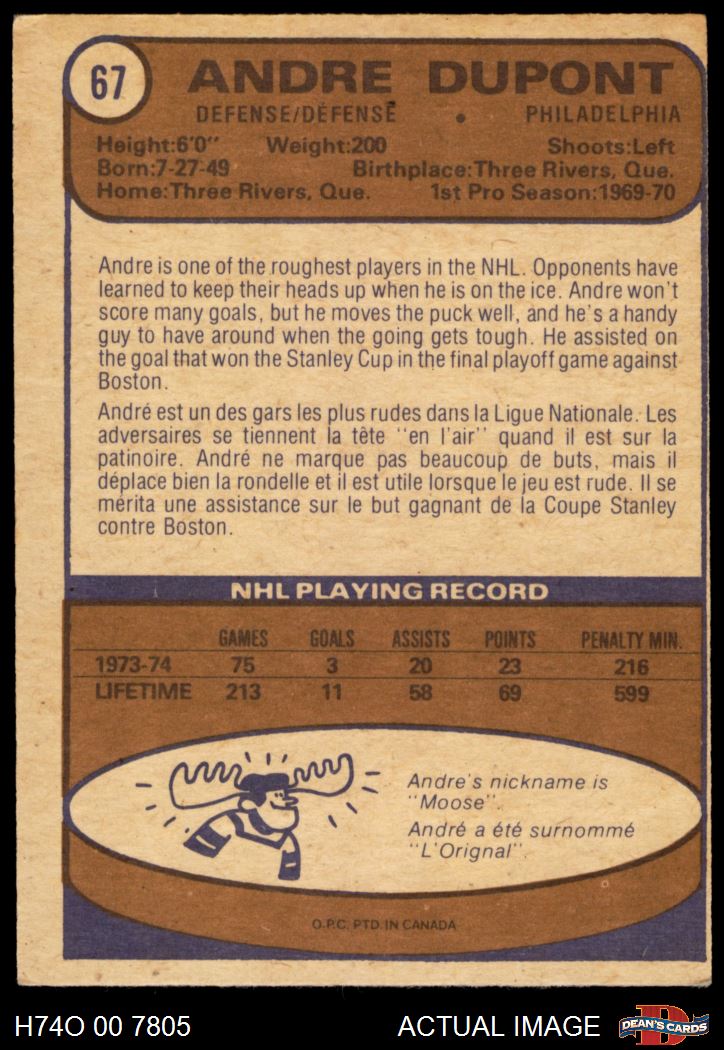 67
ANDRE DUPONT
DEFENSE/DÉFENSE • PHILADELPHIA
Height:6'0" Weight:200 Shoots:Left
Born:7-27-49 Birthplace:Three Rivers, Que.
Home:Three Rivers, Que. 1st Pro Season:1969-70
Andre is one of the roughest players in the NHL. Opponents have
learned to keep their heads up when he is on the ice. Andre won't
score many goals, but he moves the puck well, and he's a handy
guy to have around when the going gets tough. He assisted on
the goal that won the Stanley Cup in the final playoff game against
Boston.
André est un des gars les plus rudes dans la Ligue Nationale. Les
adversaires se tiennent la tête "en l'air" quand il est sur la
patinoire. André ne marque pas beaucoup de buts, mais il
déplace bien la rondelle et il est utile lorsque le jeu est rude. Il se
mérita une assistance sur le but gagnant de la Coupe Stanley
contre Boston.
NHL PLAYING RECORD
GAMES GOALS ASSISTS POINTS PENALTY MIN.
1973-74 75 3 20 23 216
LIFETIME 213 11 58 69 599
Andre's nickname is
"Moose".
André a été surnommé
"L'Orignal".
O.P.C. PTD. IN CANADA
H74O 00 7805 ACTUAL IMAGE D DEAN'S CARDS